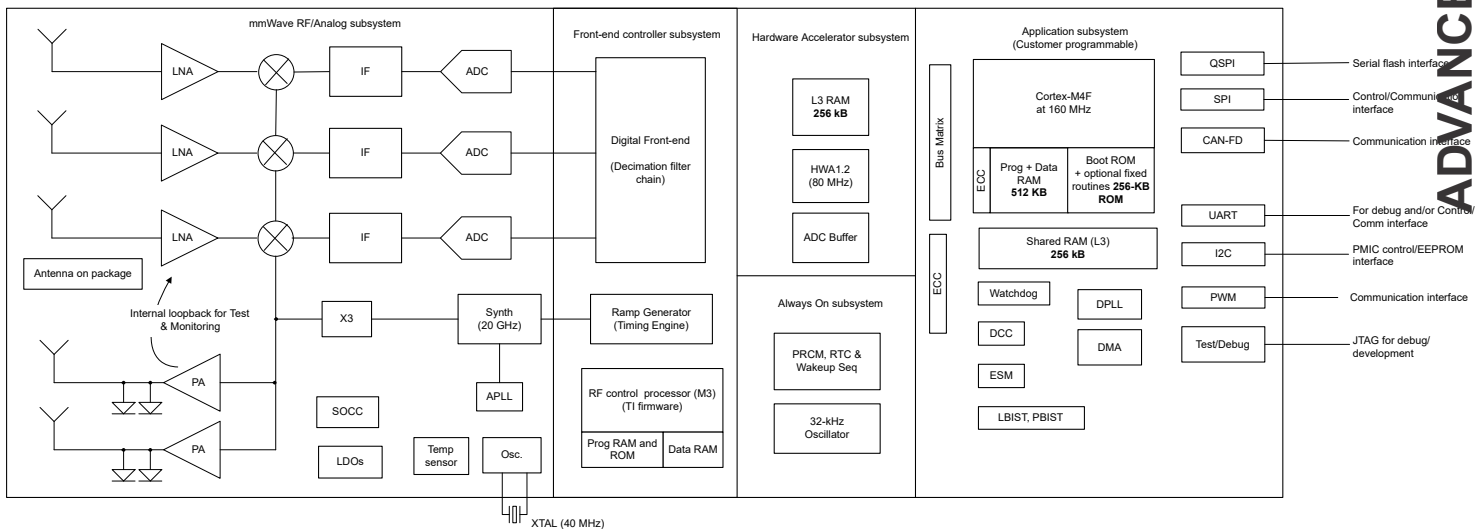 mmWave RF/Analog subsystem
LNA
IF
ADC
LNA
IF
ADC
LNA
IF
ADC
Antenna on package
Internal loopback for Test
& Monitoring
X3
Synth
(20 GHz)
PA
APLL
PA
SOCC
LDOs
Temp
sensor
Osc.
XTAL (40 MHz)
Front-end controller subsystem
Digital Front-end
(Decimation filter
chain)
Ramp Generator
(Timing Engine)
RF control processor (M3)
(TI firmware)
Prog RAM and
ROM
Data RAM
Hardware Accelerator subsystem
L3 RAM
256 kB
HWA1.2
(80 MHz)
ADC Buffer
Always On subsystem
PRCM, RTC &
Wakeup Seq
32-kHz
Oscillator
Application subsystem
(Customer programmable)
Bus Matrix
Cortex-M4F
at 160 MHz
ECC
Prog + Data
RAM
512 KB
Boot ROM
+ optional fixed
routines 256-KB
ROM
ECC
Shared RAM (L3)
256 kB
Watchdog
DPLL
DCC
DMA
ESM
LBIST, PBIST
QSPI
Serial flash interface
SPI
Control/Communication
interface
CAN-FD
Communication interface
UART
For debug and/or Control/
Comm interface
I2C
PMIC control/EEPROM
interface
PWM
Communication interface
Test/Debug
JTAG for debug/
development
ADVANCE